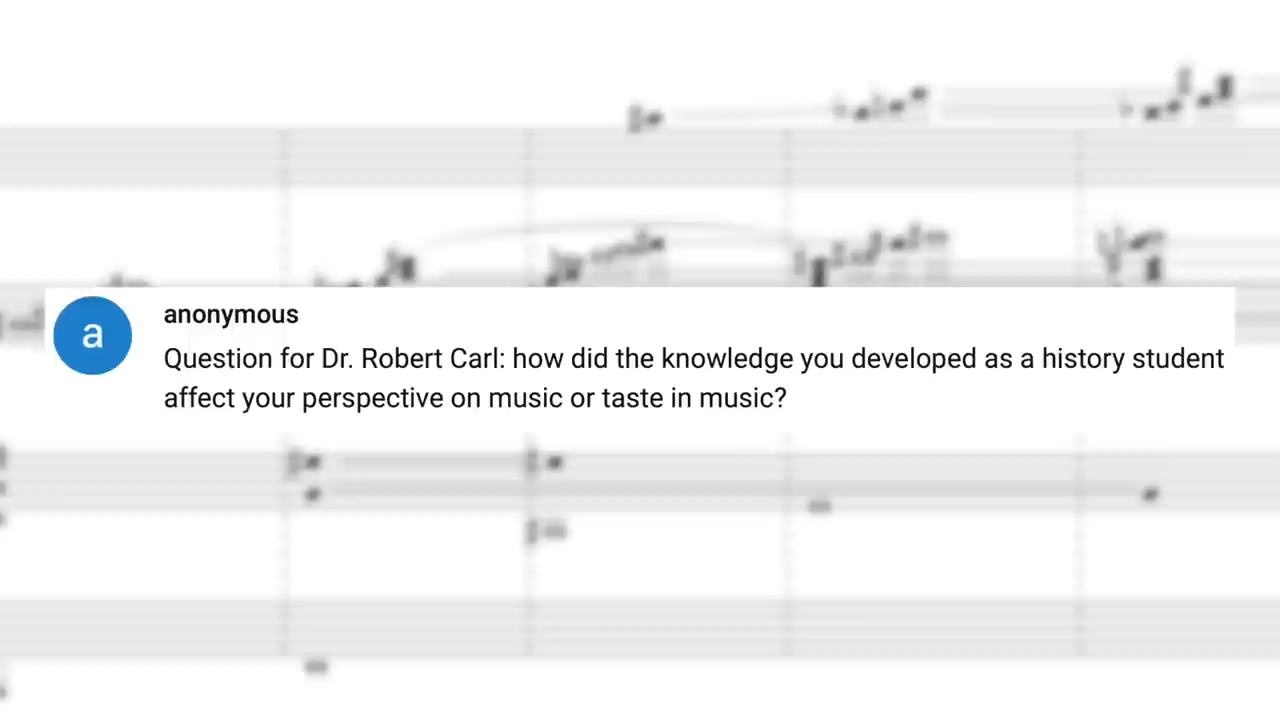 a
anonymous
Question for Dr. Robert Carl: how did the knowledge you developed as a history student
affect your perspective on music or taste in music?